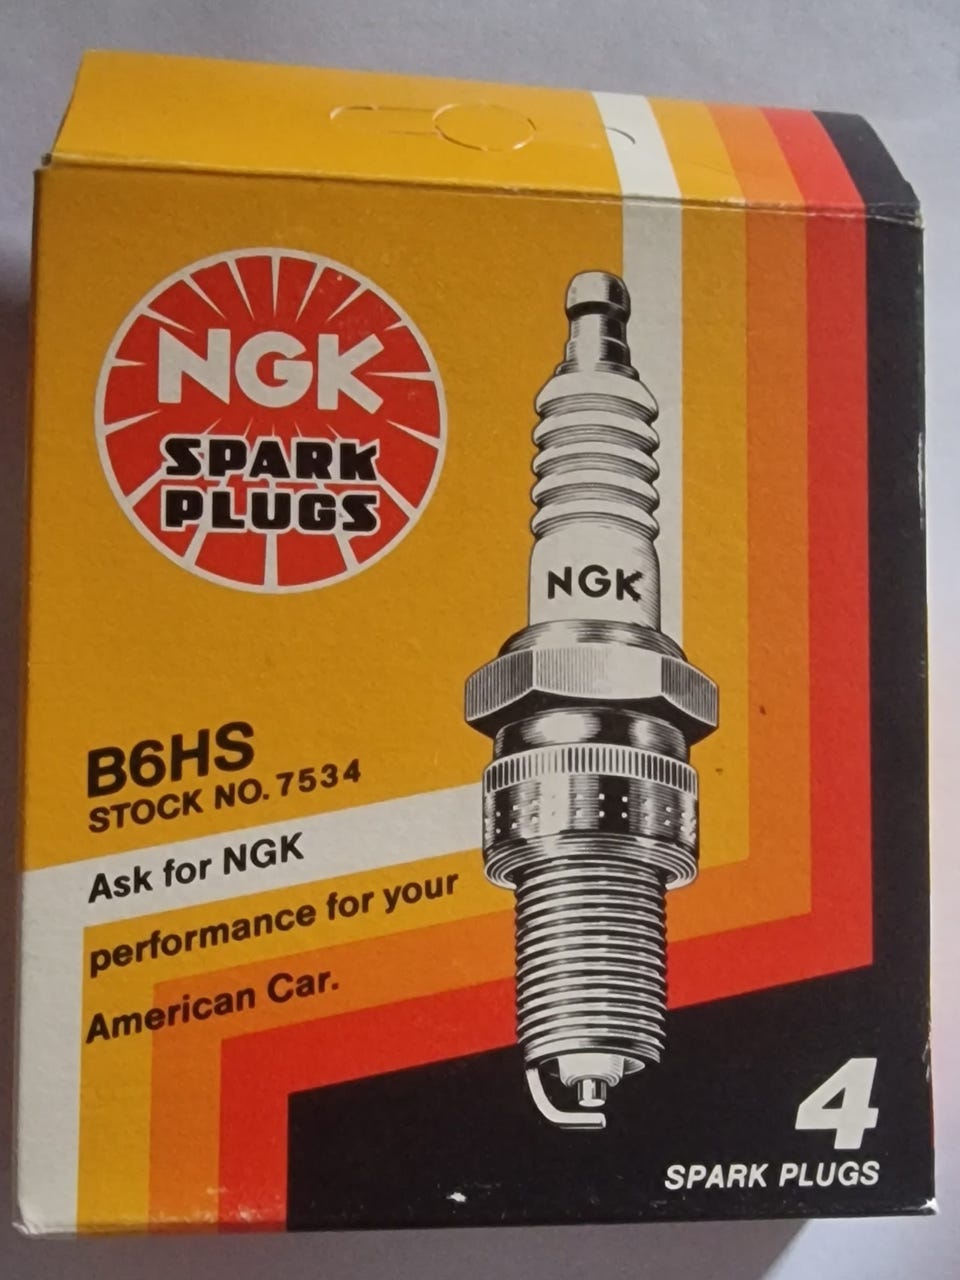 NGK
SPARK
PLUGS
NGK
B6HS
STOCK NO. 7534
Ask for NGK
performance for your
American Car.
4
SPARK PLUGS